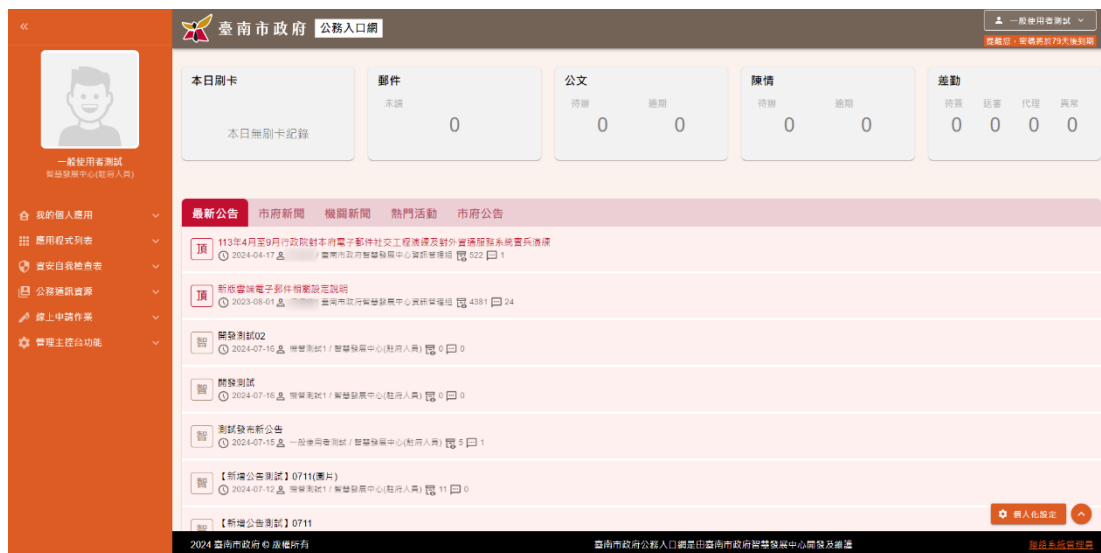 臺南市政府 公務入口網
一般使用者測試
提醒您，密碼將於79天後到期
一般使用者測試
智慧發展中心(駐府人員)
我的個人應用
應用程式列表
資安自我檢查表
公務通訊資源
線上申請作業
管理主控台功能
本日刷卡
本日無刷卡紀錄
郵件
未讀
0
公文
待辦 逾期
0 0
陳情
待辦 逾期
0 0
差勤
待簽 送審 代理 異常
0 0 0 0
最新公告 市府新聞 機關新聞 熱門活動 市府公告
頂 113年4月至9月行政院對本府電子郵件社交工程演練及對外資通服務系統實兵演練
2024-04-17 / 臺南市政府智慧發展中心資訊管理組 522 1
頂 新版雲端電子郵件相關設定說明
2023-08-01 臺南市政府智慧發展中心資訊管理組 4381 24
智 開發測試02
2024-07-16 機管測試1 / 智慧發展中心(駐府人員) 0 0
智 開發測試
2024-07-16 機管測試1 / 智慧發展中心(駐府人員) 0 0
智 測試發布新公告
2024-07-15 一般使用者測試 / 智慧發展中心(駐府人員) 5 1
智 【新增公告測試】0711(圖片)
2024-07-12 機管測試1 / 智慧發展中心(駐府人員) 11 0
智 【新增公告測試】0711
個人化設定
2024 臺南市政府 © 版權所有
臺南市政府公務入口網是由臺南市政府智慧發展中心開發及維護
聯絡系統管理員